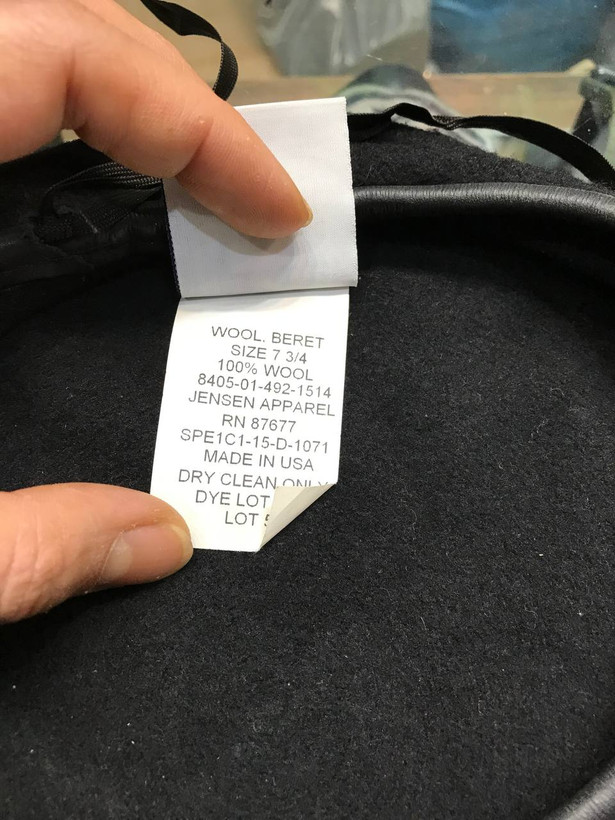 WOOL, BERET
SIZE 7 3/4
100% WOOL
8405-01-492-1514
JENSEN APPAREL
RN 87677
SPE1C1-15-D-1071
MADE IN USA
DRY CLEAN ONLY
DYE LOT
LOT